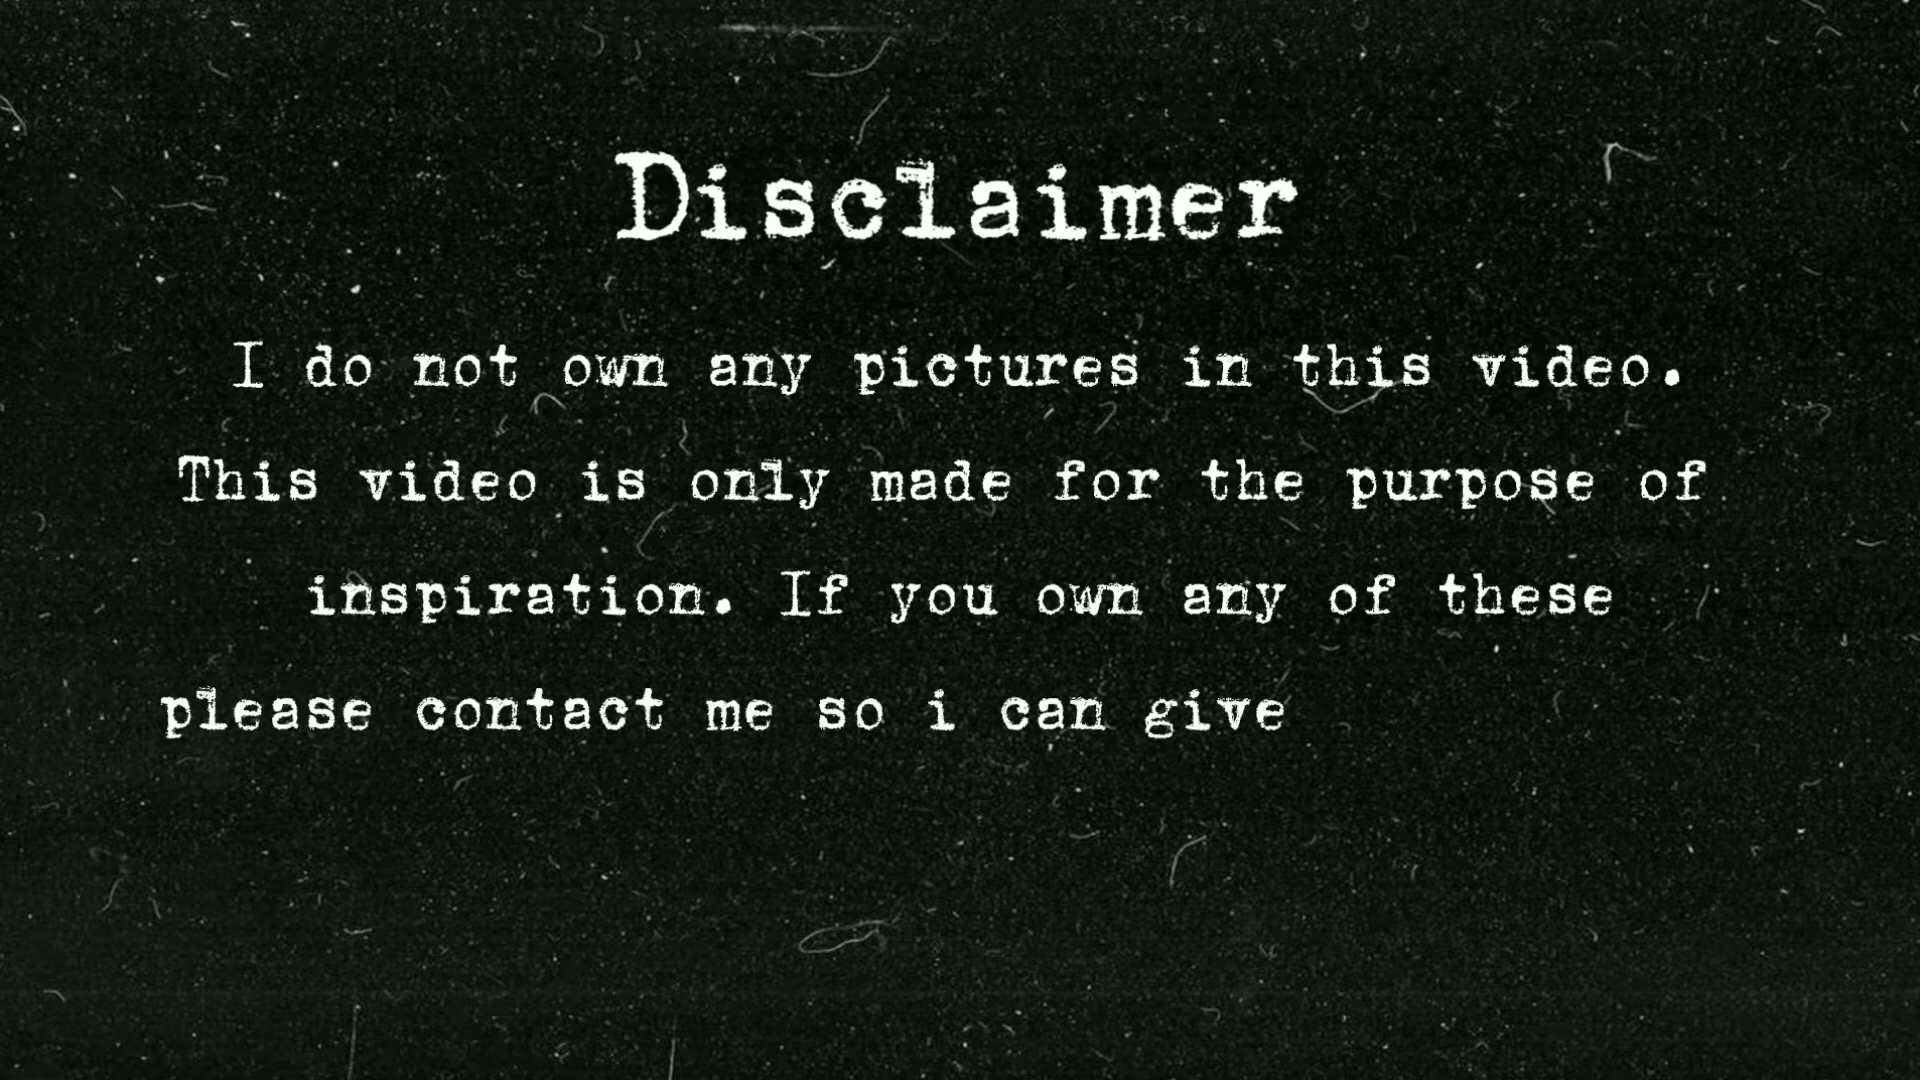 Disclaimer
I do not own any pictures in this video.
This video is only made for the purpose of
inspiration. If you own any of these
please contact me so i can give